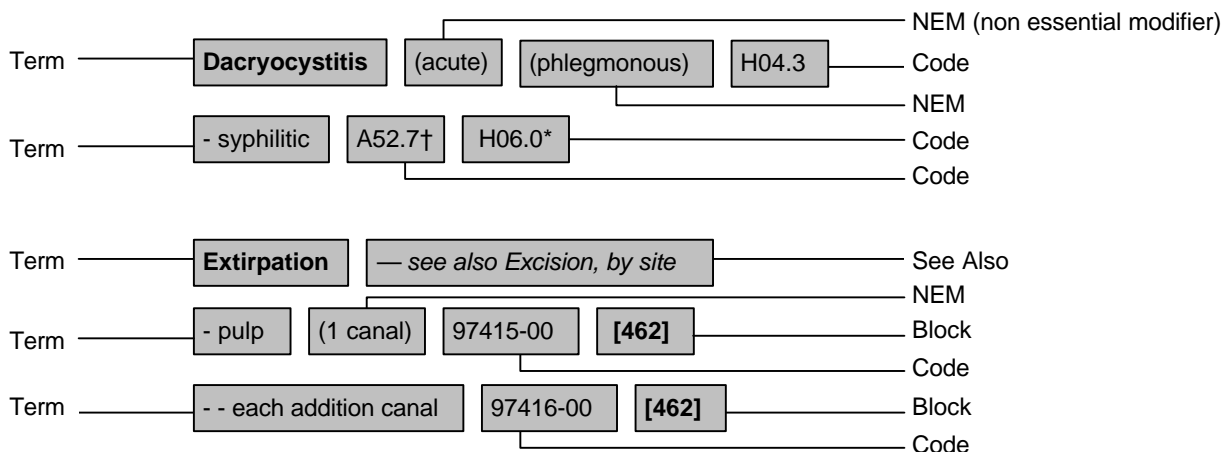 NEM (non essential modifier)
Term Dacryocystitis (acute) (phlegmonous) H04.3 Code
NEM
Term - syphilitic A52.7† H06.0* Code
Code
Term Extirpation — see also Excision, by site See Also
NEM
Term - pulp (1 canal) 97415-00 [462] Block
Code
Term - - each addition canal 97416-00 [462] Block
Code